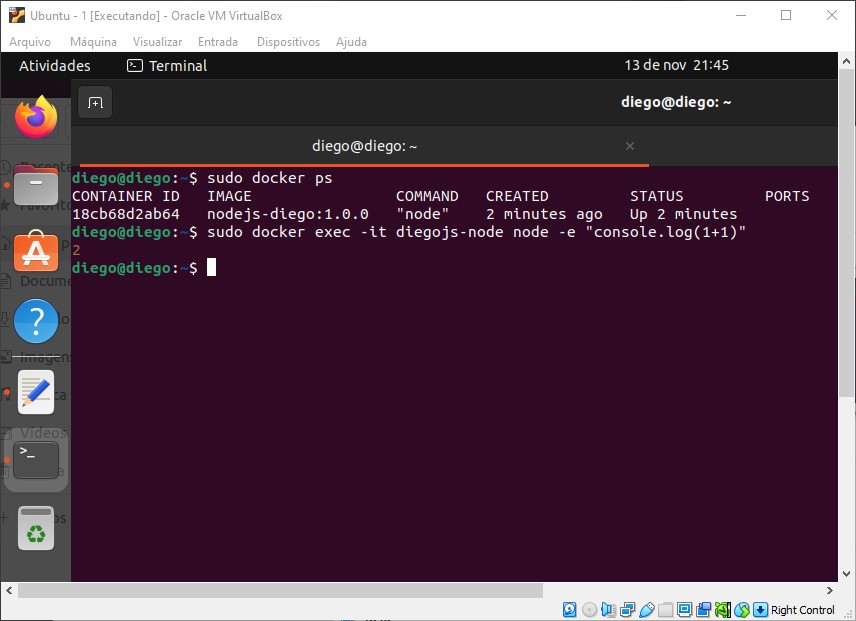 Ubuntu - 1 [Executando] - Oracle VM VirtualBox
Arquivo Máquina Visualizar Entrada Dispositivos Ajuda
Atividades Terminal 13 de nov 21:45
diego@diego: ~
diego@diego: ~ ×
diego@diego:~$ sudo docker ps
CONTAINER ID IMAGE COMMAND CREATED STATUS PORTS
18cb68d2ab64 nodejs-diego:1.0.0 "node" 2 minutes ago Up 2 minutes
diego@diego:~$ sudo docker exec -it diegojs-node node -e "console.log(1+1)"
2
diego@diego:~$
Right Control